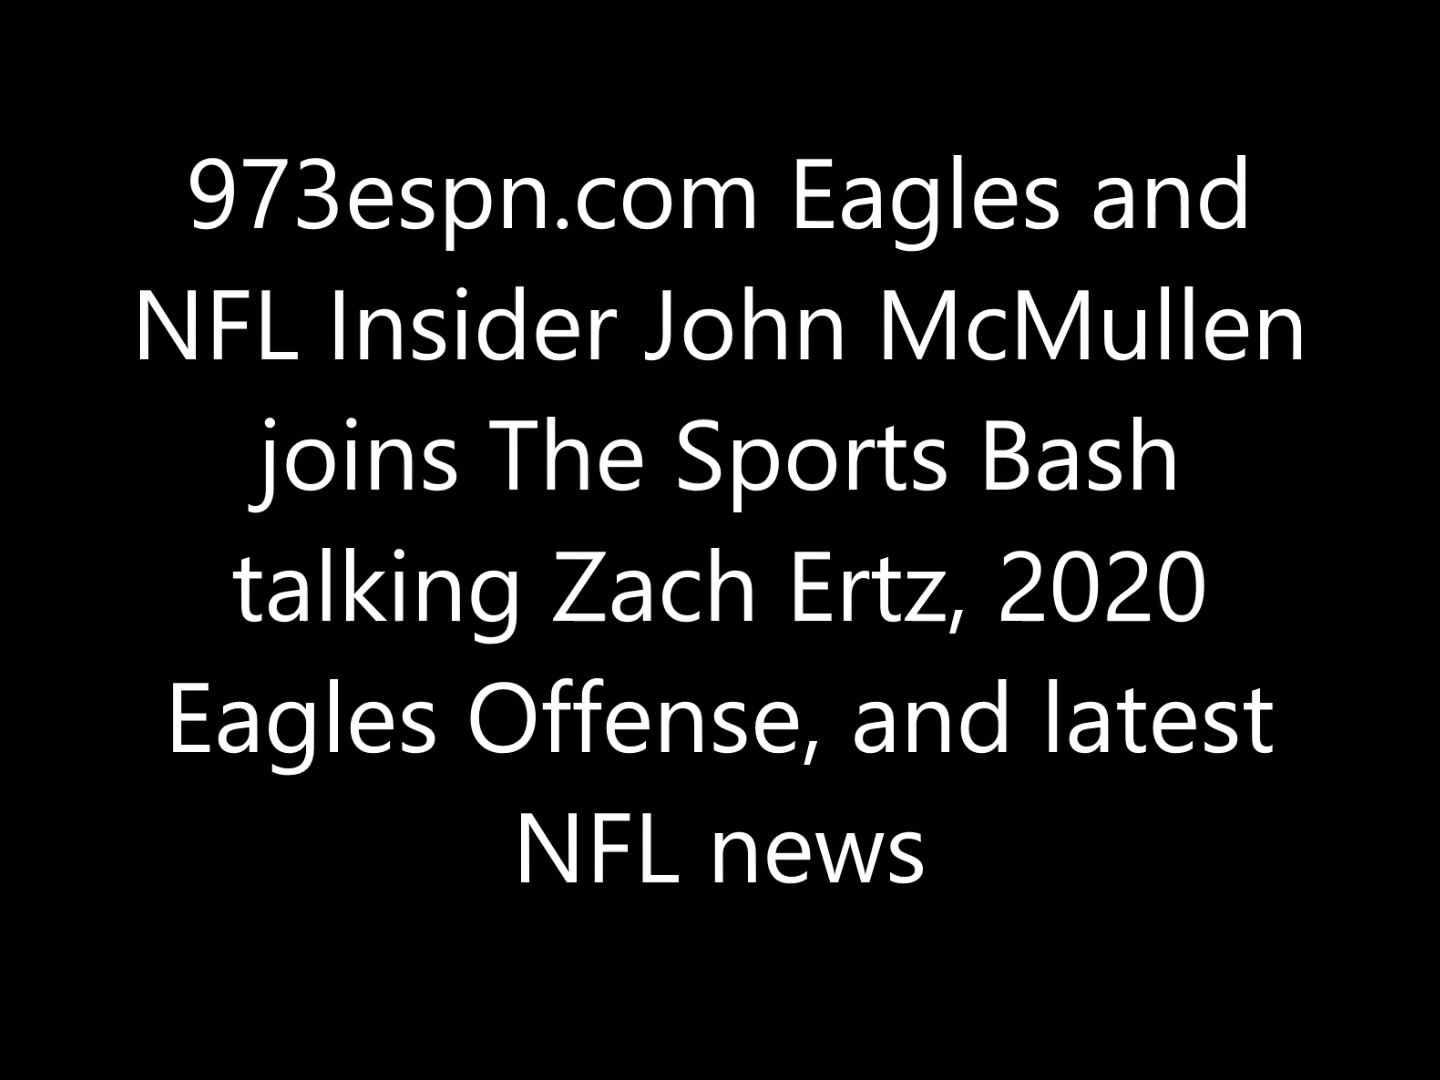 973espn.com Eagles and
NFL Insider John McMullen
joins The Sports Bash
talking Zach Ertz, 2020
Eagles Offense, and latest
NFL news